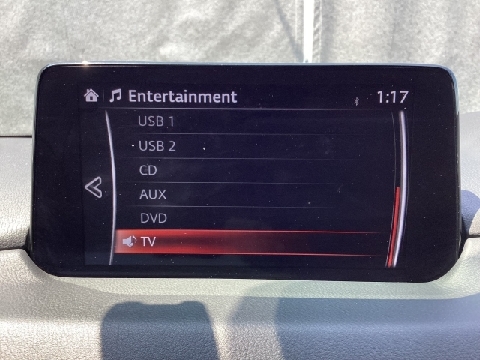 Entertainment 1:17
USB 1
USB 2
CD
AUX
DVD
TV